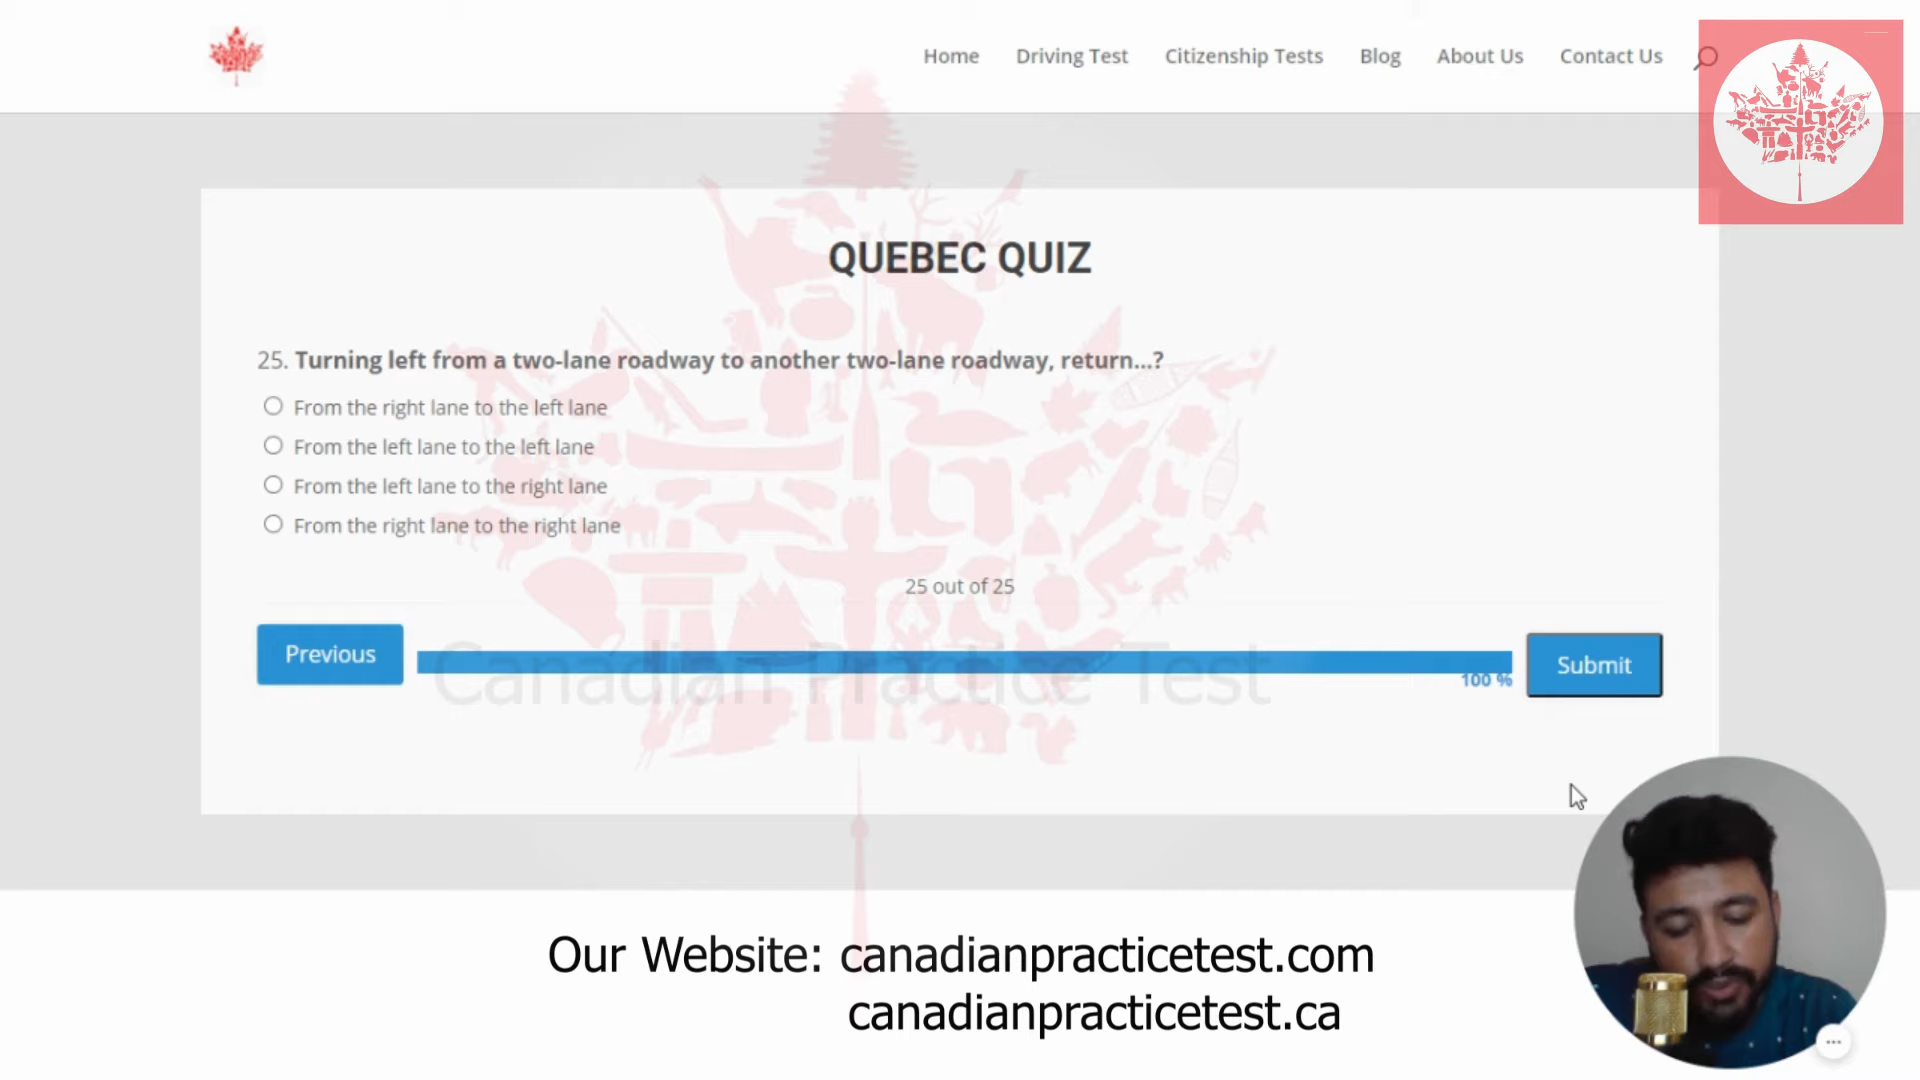 Home Driving Test Citizenship Tests Blog About Us Contact Us
QUEBEC QUIZ
25. Turning left from a two-lane roadway to another two-lane roadway, return...?
From the right lane to the left lane
From the left lane to the left lane
From the left lane to the right lane
From the right lane to the right lane
25 out of 25
Previous
100 %
Submit
Canadian Practice Test
Our Website: canadianpracticetest.com
canadianpracticetest.ca